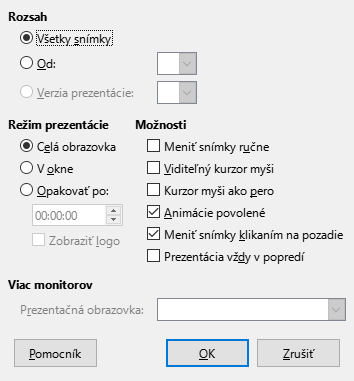 Rozsah
Všetky snímky
Od:
Verzia prezentácie:
Režim prezentácie
Celá obrazovka
V okne
Opakovať po:
00:00:00
Zobraziť logo
Možnosti
Meniť snímky ručne
Viditeľný kurzor myši
Kurzor myši ako pero
Animácie povolené
Meniť snímky klikaním na pozadie
Prezentácia vždy v popredí
Viac monitorov
Prezentačná obrazovka:
Pomocník
OK
Zrušiť